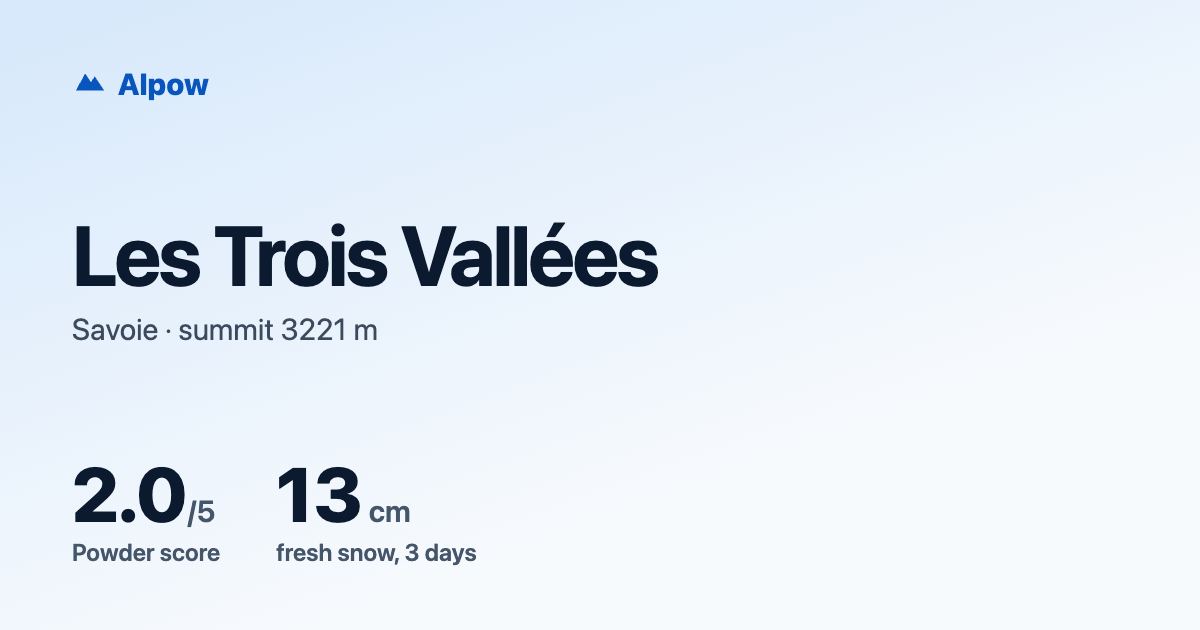 Alpow
Les Trois Vallées
Savoie · summit 3221 m
2.0/5
Powder score
13 cm
fresh snow, 3 days